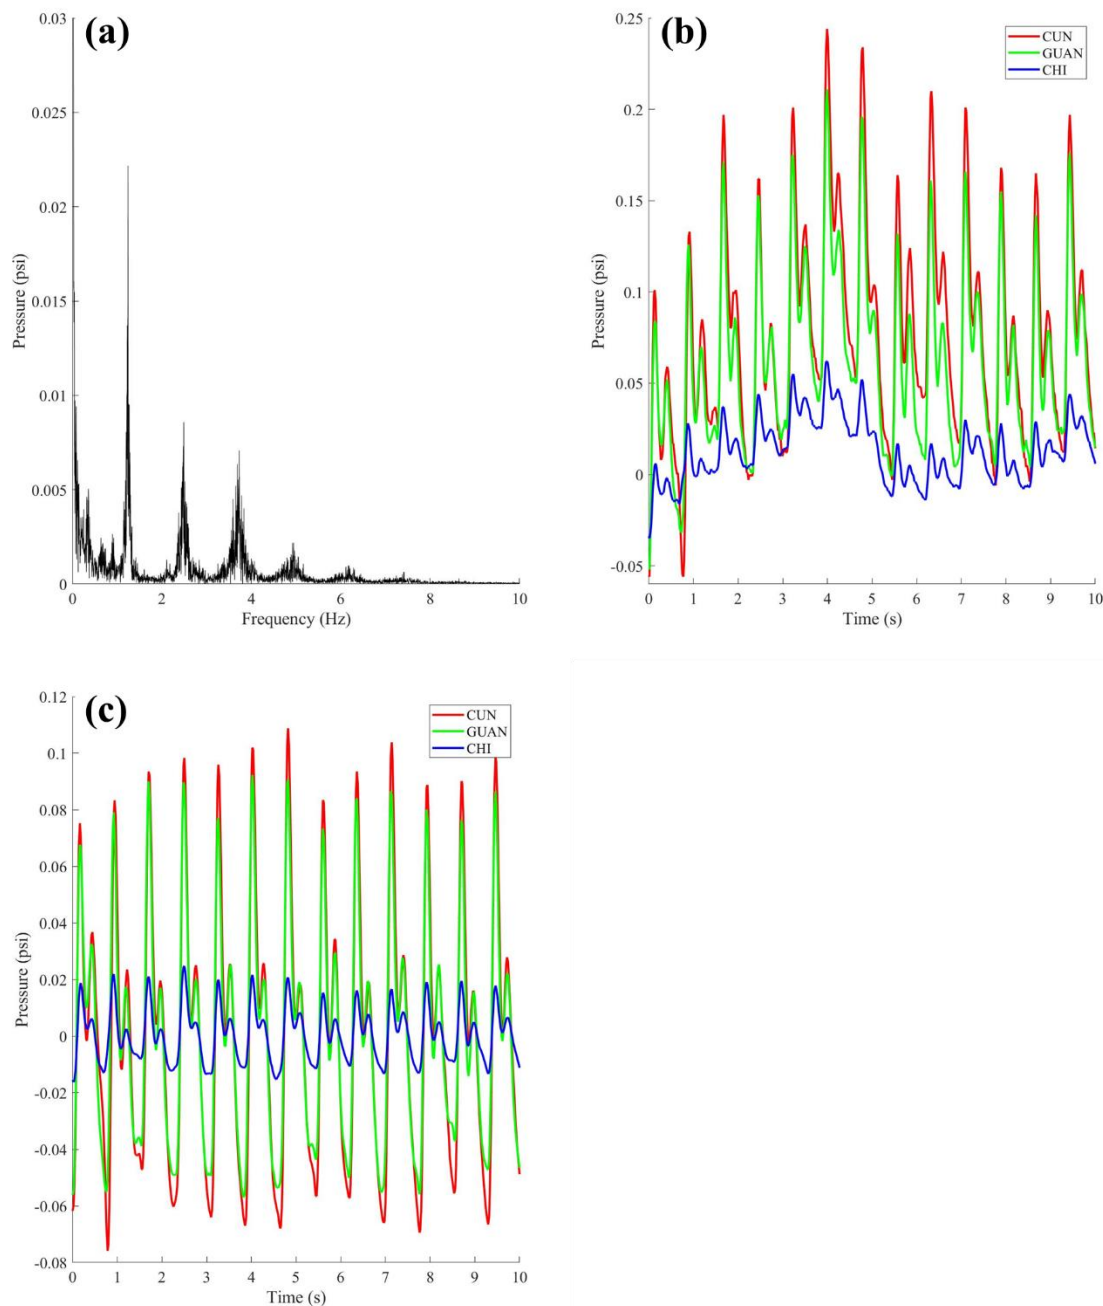 (a)
0.03
0.025
0.02
0.015
0.01
0.005
0
Pressure (psi)
0 2 4 6 8 10
Frequency (Hz)
(b)
CUN
GUAN
CHI
0.25
0.2
0.15
0.1
0.05
0
-0.05
Pressure (psi)
0 1 2 3 4 5 6 7 8 9 10
Time (s)
(c)
CUN
GUAN
CHI
0.12
0.1
0.08
0.06
0.04
0.02
0
-0.02
-0.04
-0.06
-0.08
Pressure (psi)
0 1 2 3 4 5 6 7 8 9 10
Time (s)